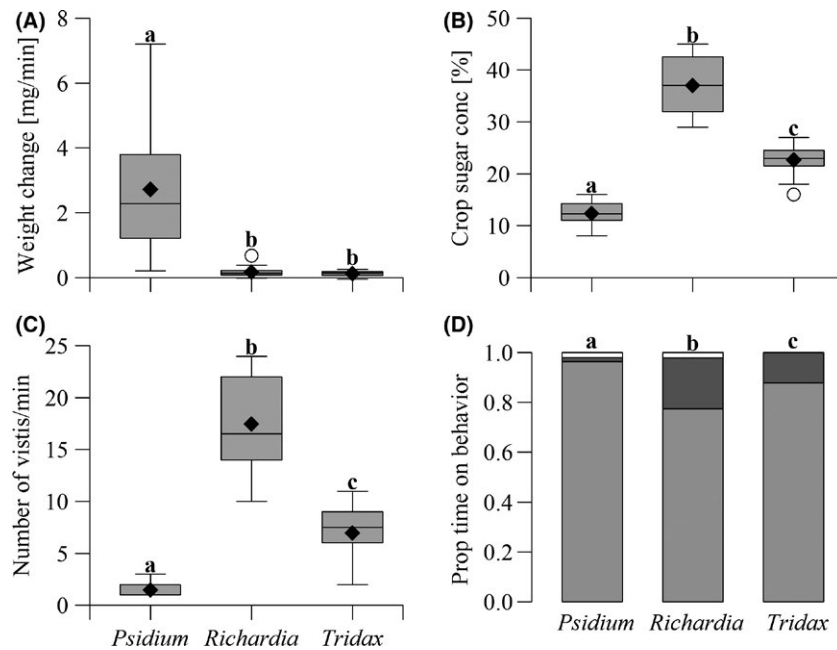 (A)
Weight change [mg/min]
8
6
4
2
0
a
b
b
(B)
Crop sugar conc [%]
50
40
30
20
10
0
a
b
c
(C)
Number of vistis/min
25
20
15
10
5
0
a
b
c
Psidium Richardia Tridax
(D)
Prop time on behavior
1.0
0.8
0.6
0.4
0.2
0.0
a
b
c
Psidium Richardia Tridax